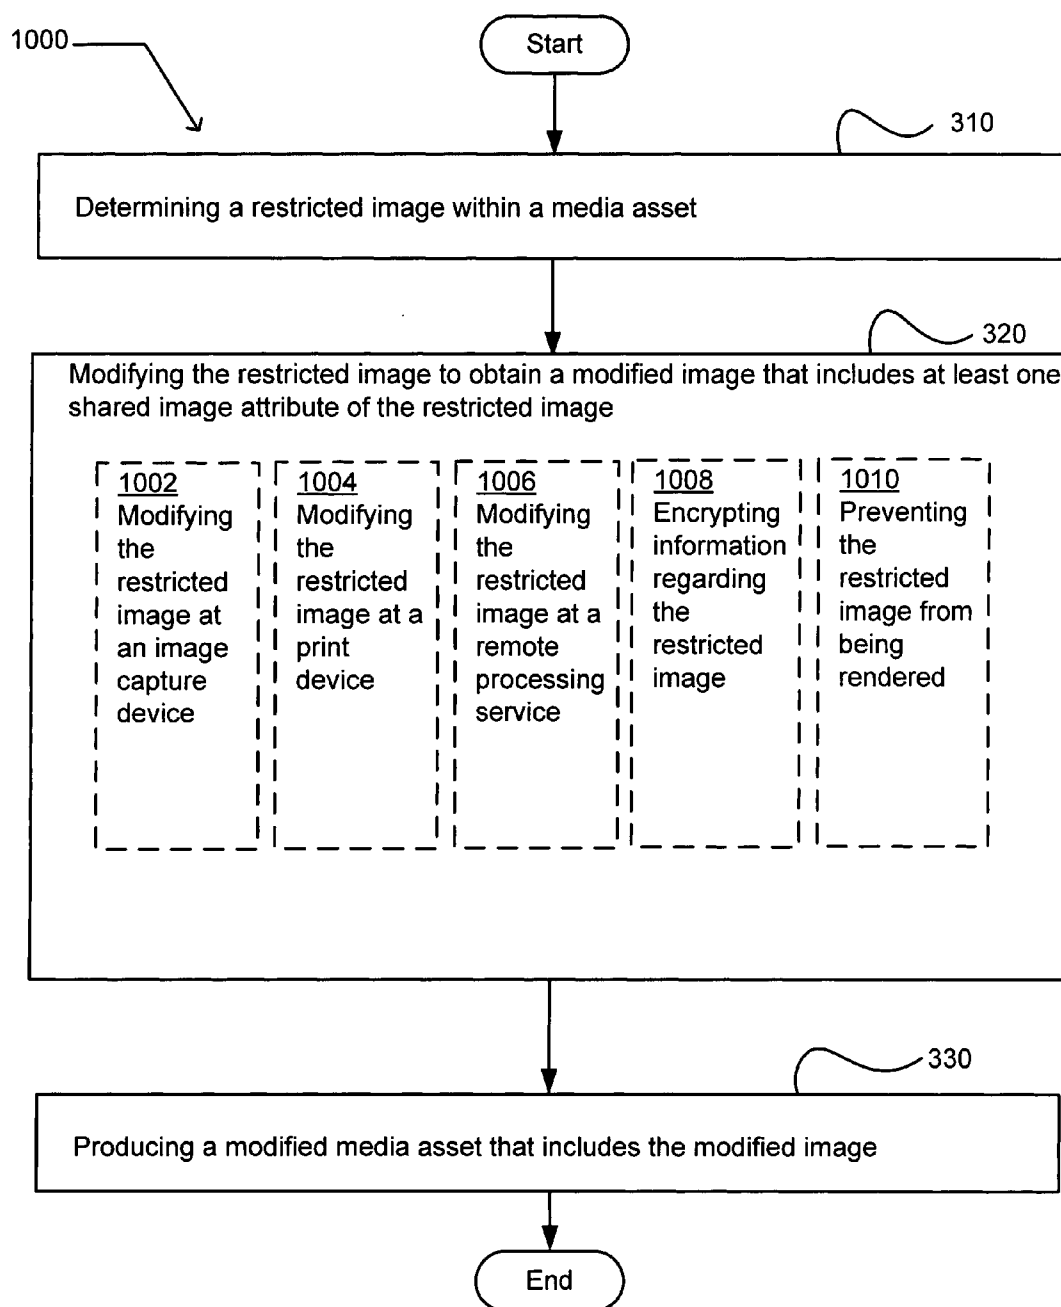 1000
Start
310
Determining a restricted image within a media asset
320
Modifying the restricted image to obtain a modified image that includes at least one
shared image attribute of the restricted image
1002
Modifying
the
restricted
image at
an image
capture
device
1004
Modifying
the
restricted
image at a
print
device
1006
Modifying
the
restricted
image at a
remote
processing
service
1008
Encrypting
information
regarding
the
restricted
image
1010
Preventing
the
restricted
image from
being
rendered
330
Producing a modified media asset that includes the modified image
End